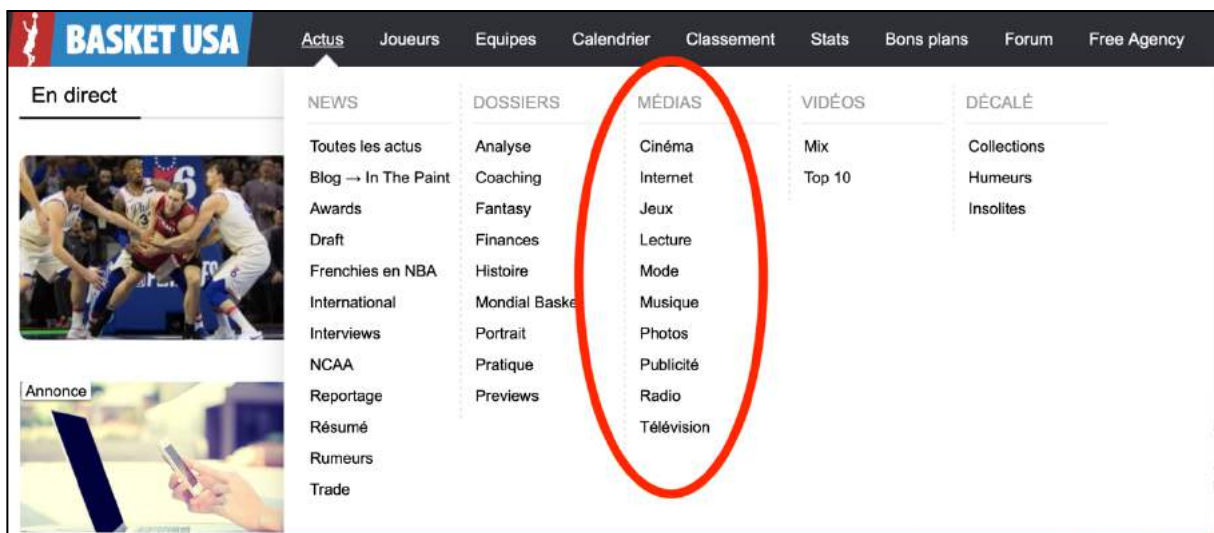 BASKET USA
Actus Joueurs Equipes Calendrier Classement Stats Bons plans Forum Free Agency
En direct
NEWS
Toutes les actus
Blog → In The Paint
Awards
Draft
Frenchies en NBA
International
Interviews
NCAA
Reportage
Résumé
Rumeurs
Trade
DOSSIERS
Analyse
Coaching
Fantasy
Finances
Histoire
Mondial Baske
Portrait
Pratique
Previews
MÉDIAS
Cinéma
Internet
Jeux
Lecture
Mode
Musique
Photos
Publicité
Radio
Télévision
VIDÉOS
Mix
Top 10
DÉCALÉ
Collections
Humeurs
Insolites
Annonce